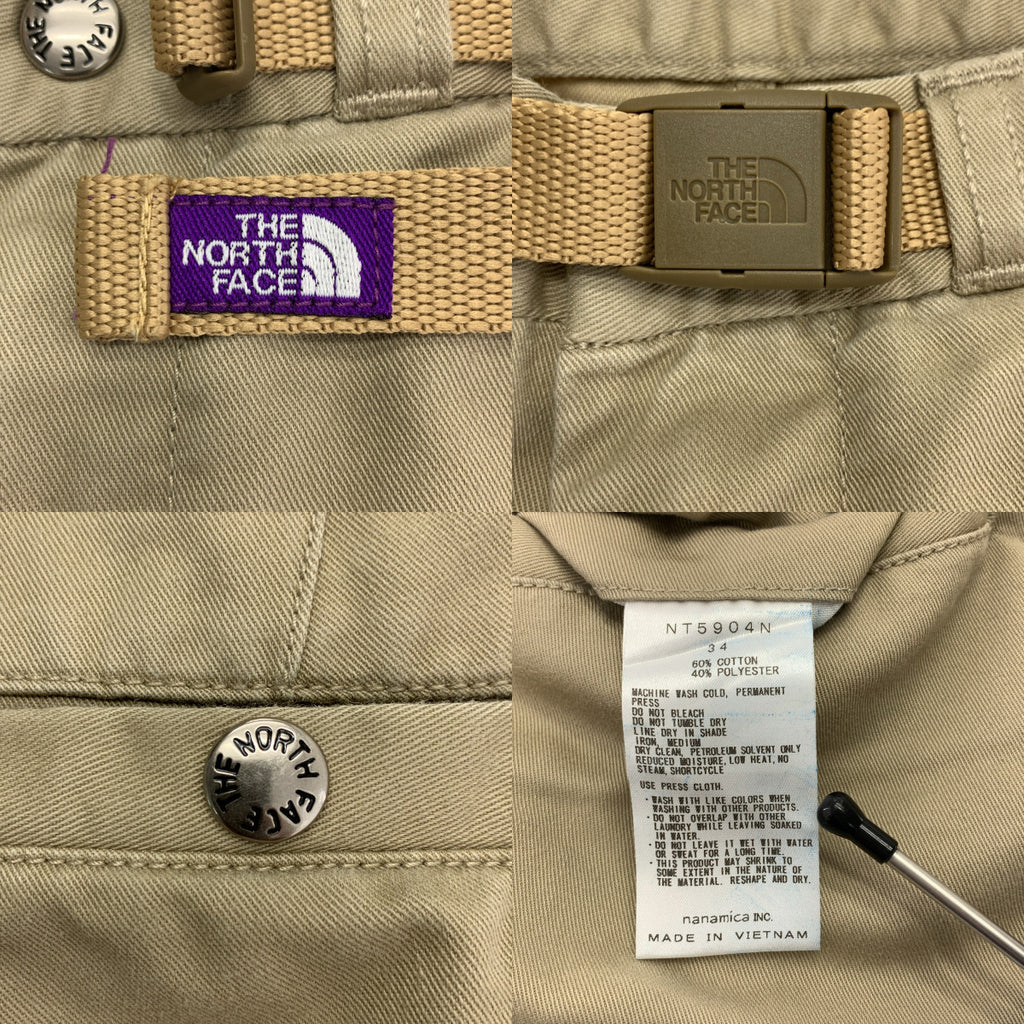 THE NORTH FACE
THE
NORTH
FACE
THE
NORTH
FACE
THE NORTH FACE
NT5904N
34
60% COTTON
40% POLYESTER
MACHINE WASH COLD, PERMANENT
PRESS
DO NOT BLEACH
DO NOT TUMBLE DRY
LINE DRY IN SHADE
IRON, MEDIUM
DRY CLEAN, PETROLEUM SOLVENT ONLY
REDUCED MOISTURE, LOW HEAT, NO
STEAM, SHORTCYCLE
USE PRESS CLOTH.
・WASH WITH LIKE COLORS WHEN
WASHING WITH OTHER PRODUCTS.
・DO NOT OVERLAP WITH OTHER
LAUNDRY WHILE LEAVING SOAKED
IN WATER.
・DO NOT LEAVE IT WET WITH WATER
OR SWEAT FOR A LONG TIME.
・THIS PRODUCT MAY SHRINK TO
SOME EXTENT IN THE NATURE OF
THE MATERIAL. RESHAPE AND DRY.
nanamica INC.
MADE IN VIETNAM